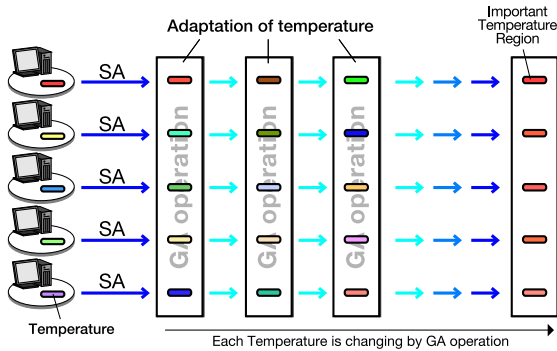 Adaptation of temperature
Important
Temperature
Region
SA
SA
SA
SA
SA
GA operation
GA operation
GA operation
Temperature
Each Temperature is changing by GA operation